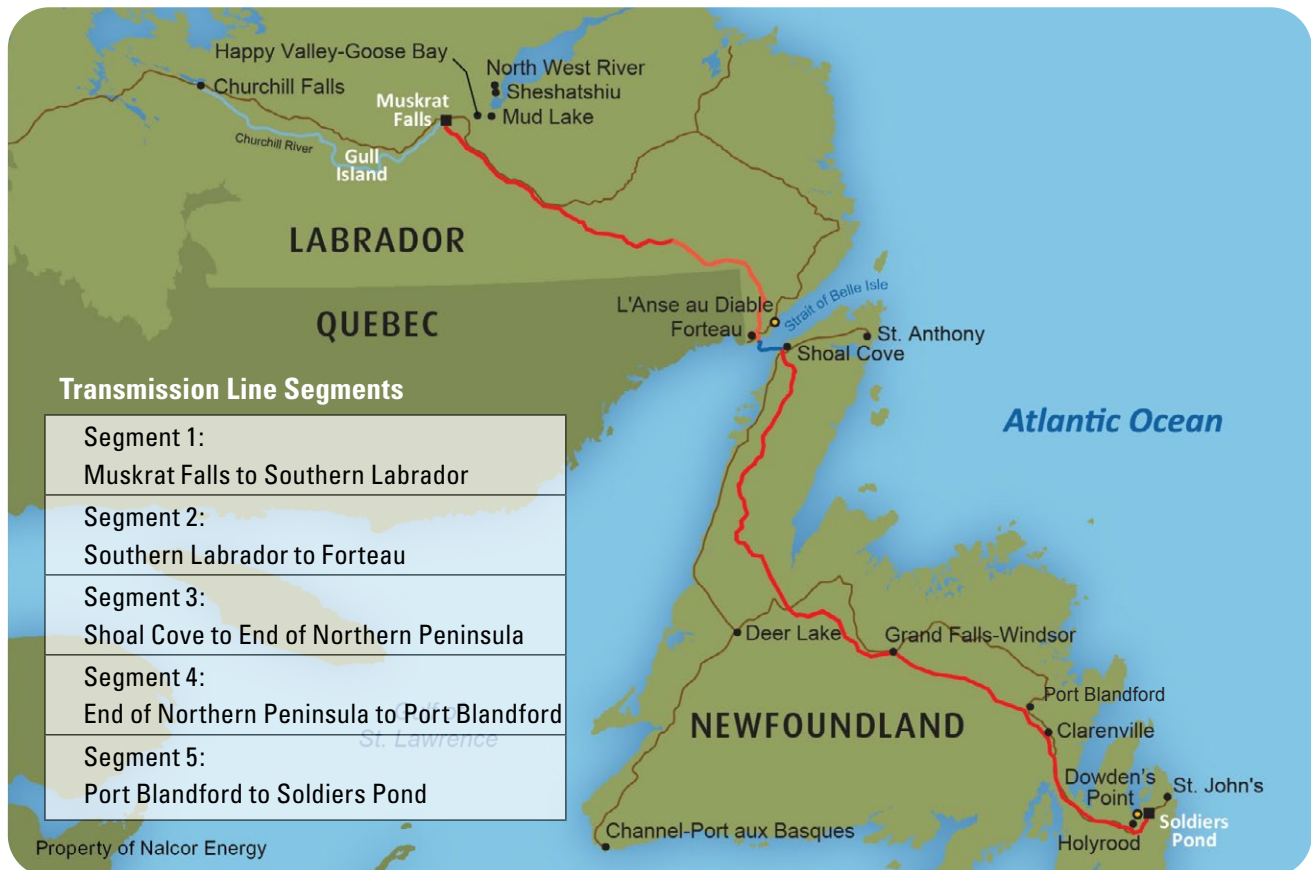 Happy Valley-Goose Bay
North West River
Churchill Falls
Sheshatshiu
Muskrat
Falls
Mud Lake
Churchill River
Gull
Island
LABRADOR
QUEBEC
L'Anse au Diable
Strait of Belle Isle
Forteau
St. Anthony
Shoal Cove
Transmission Line Segments
Segment 1:
Muskrat Falls to Southern Labrador
Segment 2:
Southern Labrador to Forteau
Segment 3:
Shoal Cove to End of Northern Peninsula
Segment 4:
End of Northern Peninsula to Port Blandford
Segment 5:
Port Blandford to Soldiers Pond
Gulf of
St. Lawrence
Atlantic Ocean
Deer Lake
Grand Falls-Windsor
Port Blandford
NEWFOUNDLAND
Clarenville
Dowden's
Point
St. John's
Soldiers
Pond
Holyrood
Channel-Port aux Basques
Property of Nalcor Energy